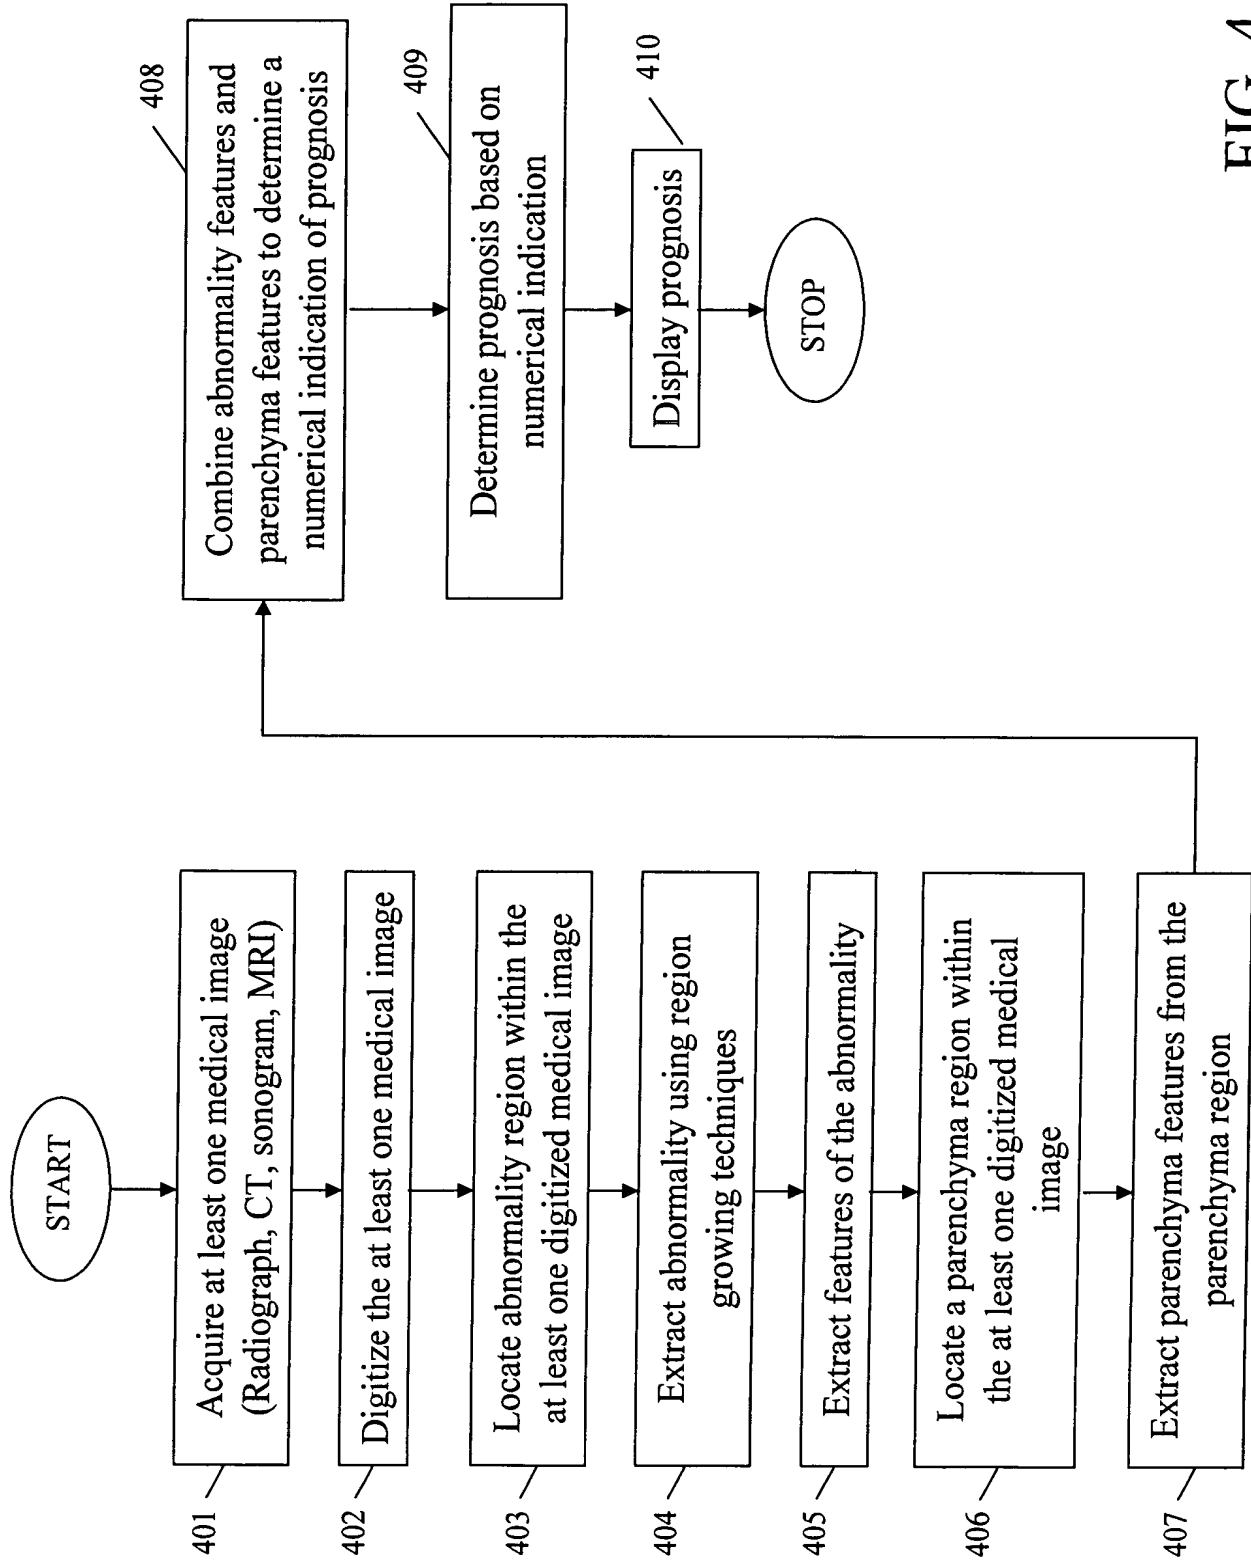 START
401
Acquire at least one medical image
(Radiograph, CT, sonogram, MRI)
402
Digitize the at least one medical image
403
Locate abnormality region within the
at least one digitized medical image
404
Extract abnormality using region
growing techniques
405
Extract features of the abnormality
406
Locate a parenchyma region within
the at least one digitized medical
image
407
Extract parenchyma features from the
parenchyma region
408
Combine abnormality features and
parenchyma features to determine a
numerical indication of prognosis
409
Determine prognosis based on
numerical indication
410
Display prognosis
STOP
FIG. 4